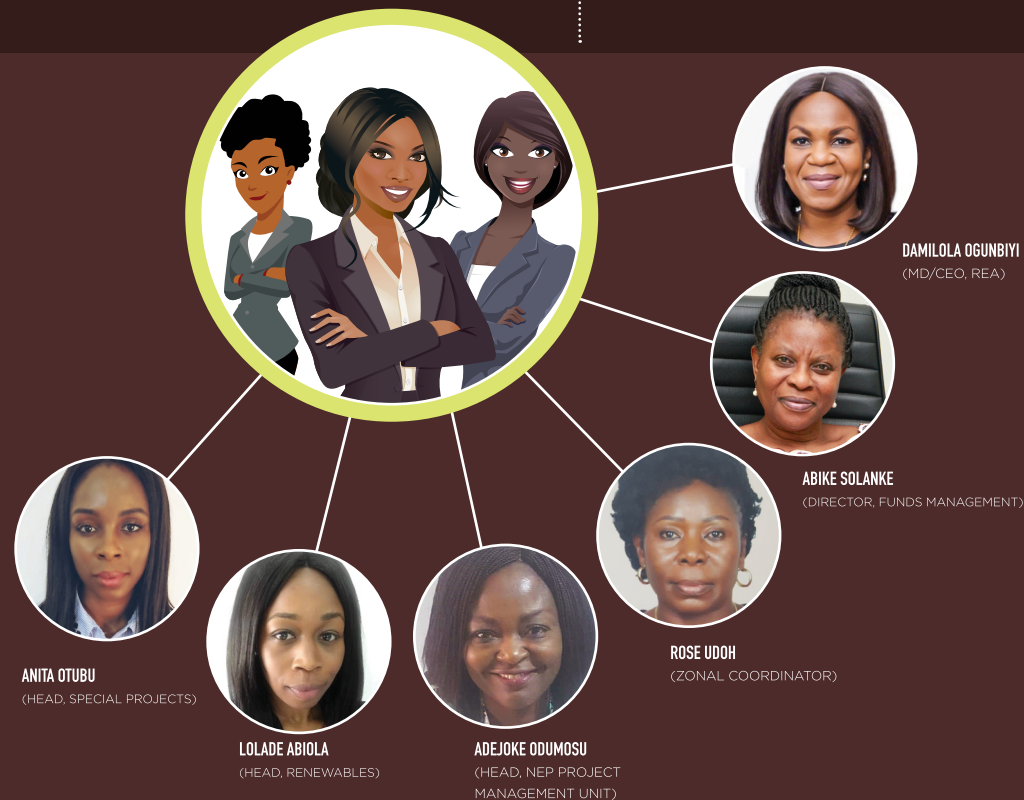 DAMILOLA OGUNBIYI
(MD/CEO, REA)
ABIKE SOLANKE
(DIRECTOR, FUNDS MANAGEMENT)
ROSE UDOH
(ZONAL COORDINATOR)
ANITA OTUBU
(HEAD, SPECIAL PROJECTS)
LOLADE ABIOLA
(HEAD, RENEWABLES)
ADEJOKE ODUMOSU
(HEAD, NEP PROJECT
MANAGEMENT UNIT)